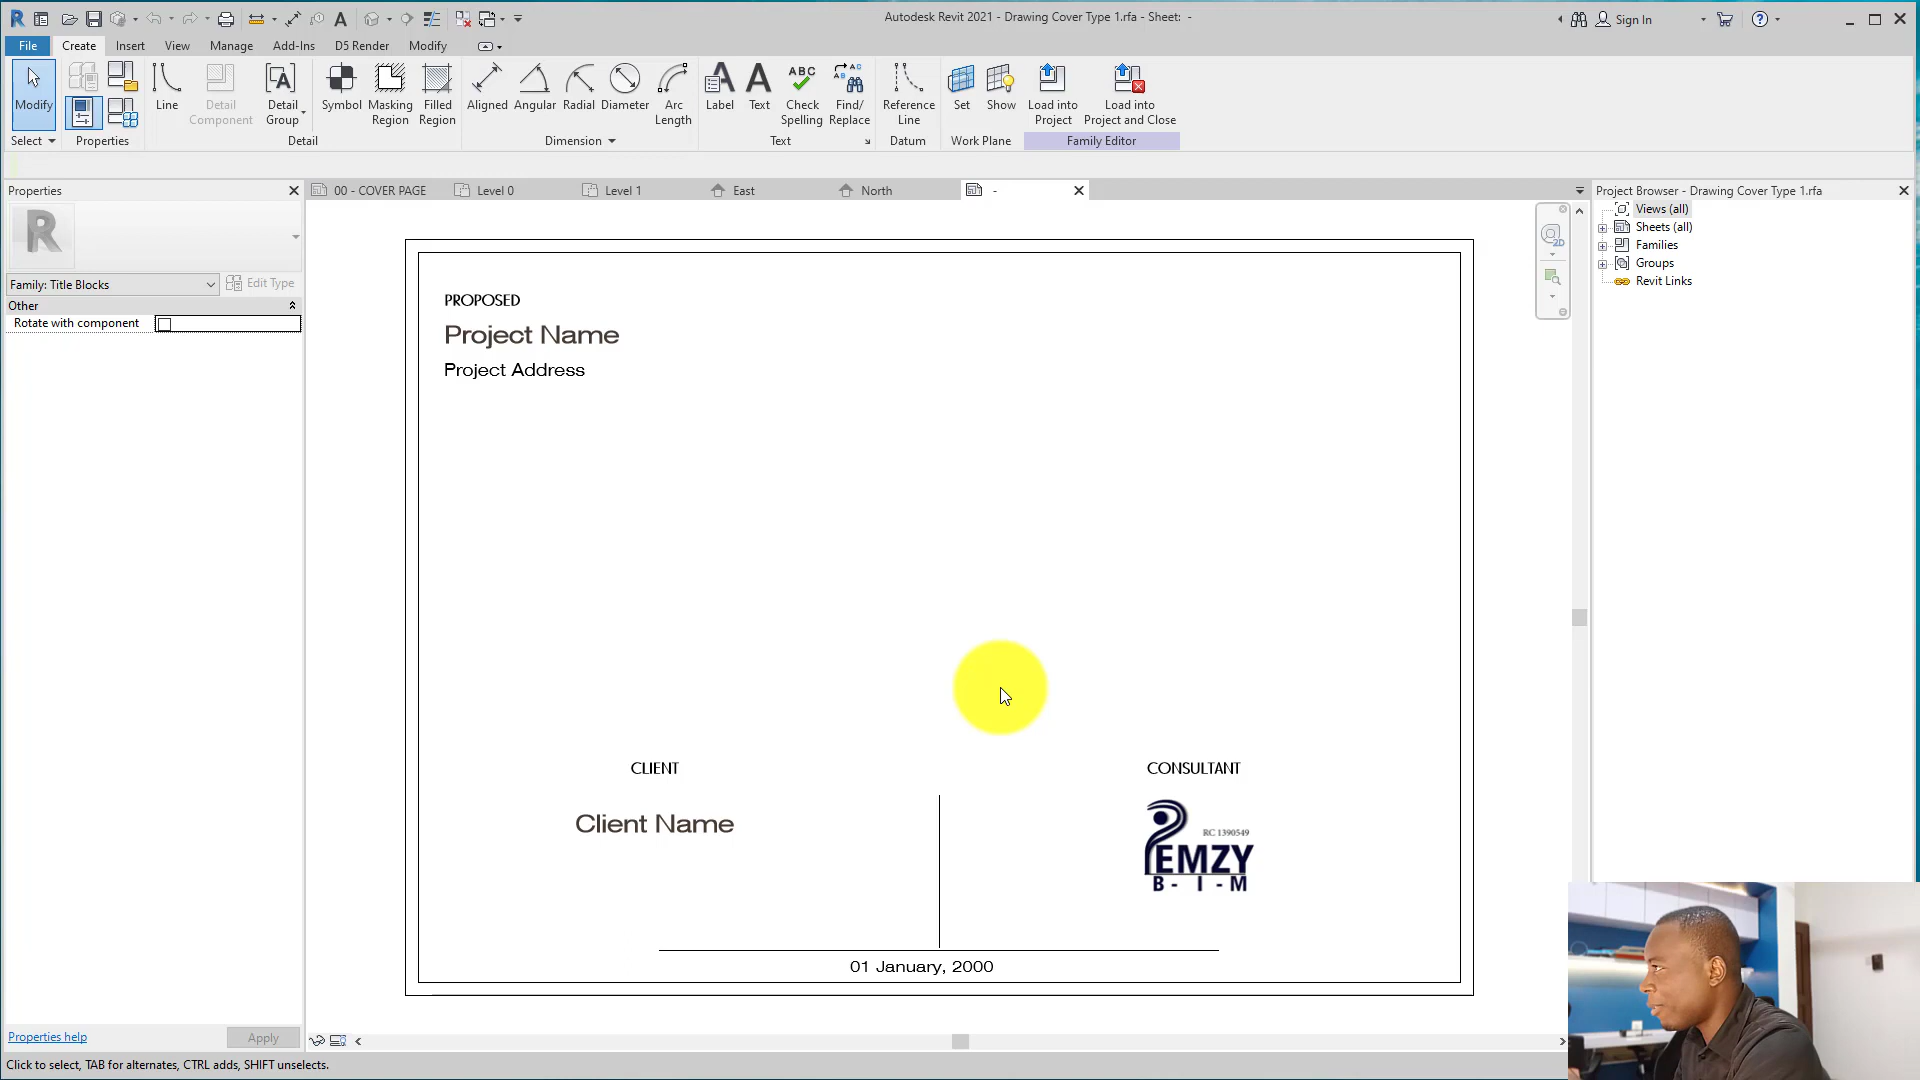 Autodesk Revit 2021 - Drawing Cover Type 1.rfa - Sheet: -
Sign In
File Create Insert View Manage Add-Ins D5 Render Modify
Modify
Line
Detail Component
Detail Group
Symbol
Masking Region
Filled Region
Aligned
Angular
Radial
Diameter
Arc Length
Label
Text
Check Spelling
Find/ Replace
Reference Line
Set
Show
Load into Project
Load into Project and Close
Select
Properties
Detail
Dimension
Text
Datum
Work Plane
Family Editor
Properties
00 - COVER PAGE
Level 0
Level 1
East
North
-
Project Browser - Drawing Cover Type 1.rfa
Views (all)
Sheets (all)
Families
Groups
Revit Links
Family: Title Blocks
Edit Type
Other
Rotate with component
PROPOSED
Project Name
Project Address
CLIENT
Client Name
CONSULTANT
RC 1390549
PEMZY
B - I - M
01 January, 2000
Properties help
Apply
Click to select, TAB for alternates, CTRL adds, SHIFT unselects.